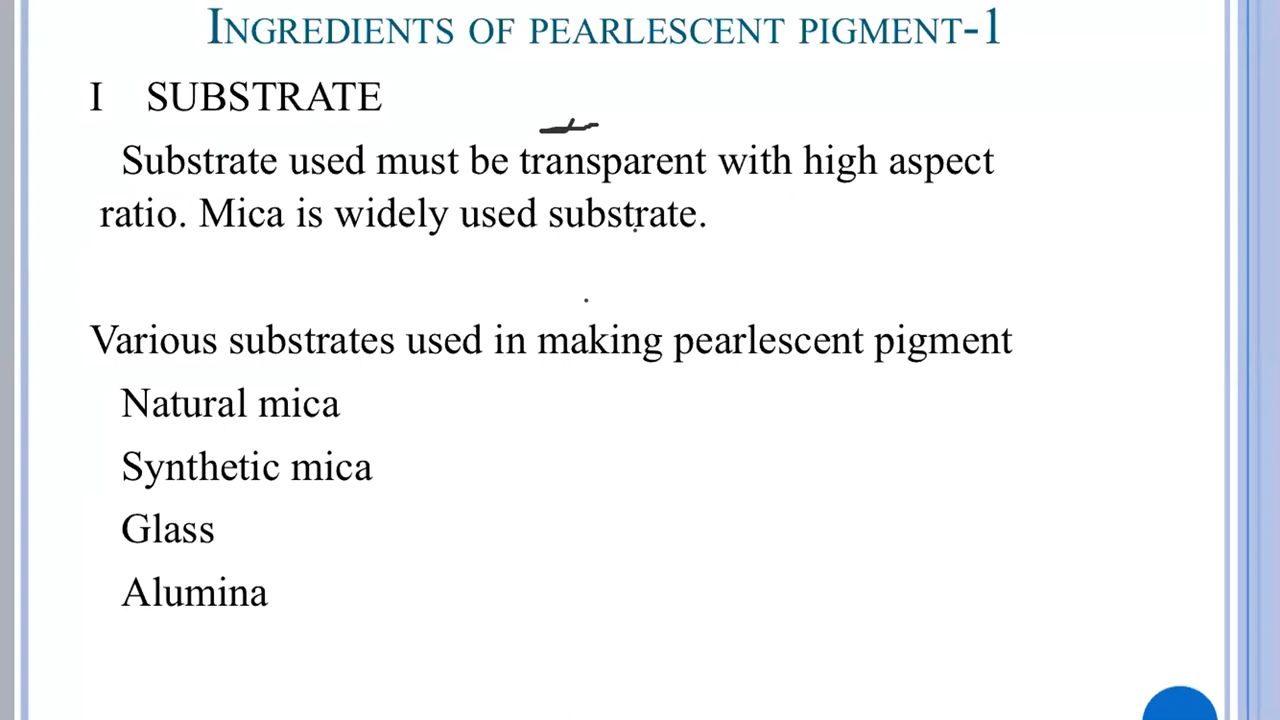 INGREDIENTS OF PEARLESCENT PIGMENT-1
I SUBSTRATE
Substrate used must be transparent with high aspect
ratio. Mica is widely used substrate.
Various substrates used in making pearlescent pigment
Natural mica
Synthetic mica
Glass
Alumina